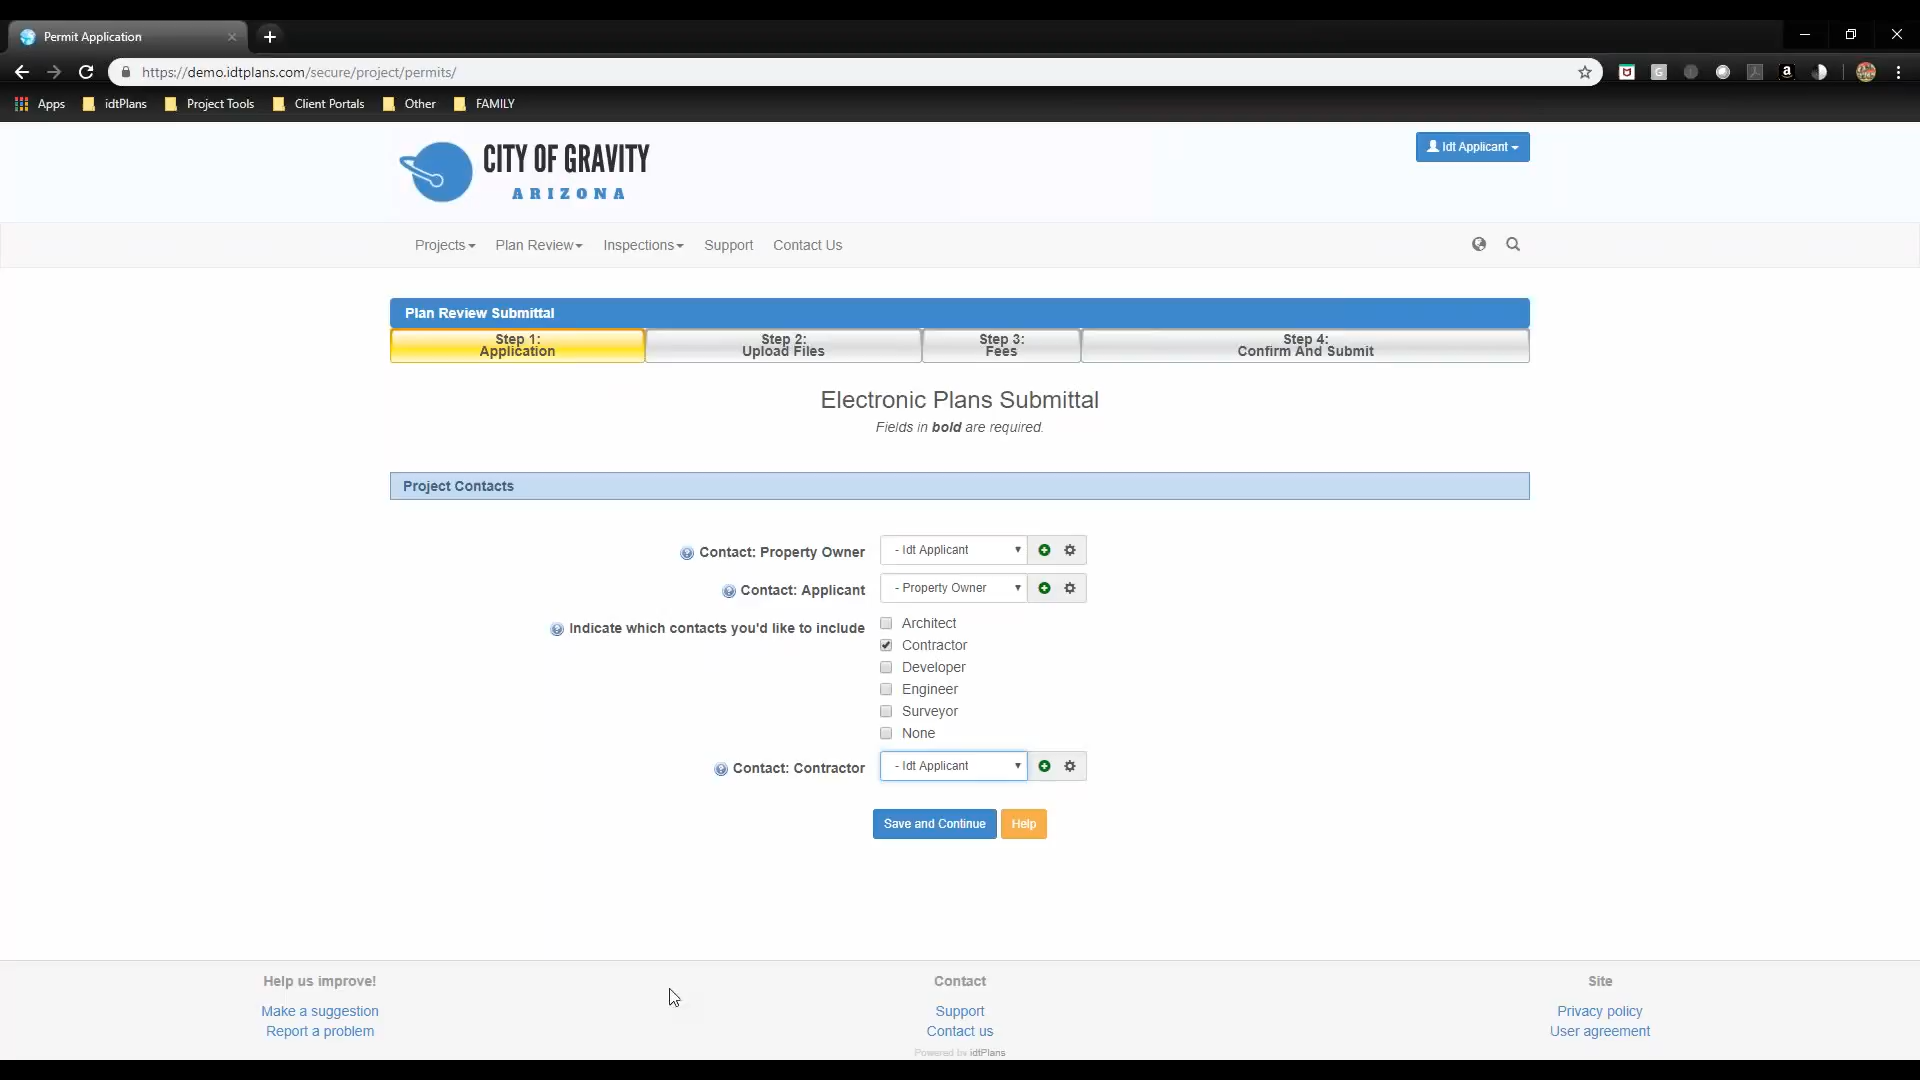 Permit Application
https://demo.idtplans.com/secure/project/permits/
Apps idtPlans Project Tools Client Portals Other FAMILY
CITY OF GRAVITY
ARIZONA
Idt Applicant
Projects Plan Review Inspections Support Contact Us
Plan Review Submittal
Step 1:
Application
Step 2:
Upload Files
Step 3:
Fees
Step 4:
Confirm And Submit
Electronic Plans Submittal
Fields in bold are required.
Project Contacts
Contact: Property Owner - Idt Applicant
Contact: Applicant - Property Owner
Indicate which contacts you'd like to include
Architect
Contractor
Developer
Engineer
Surveyor
None
Contact: Contractor - Idt Applicant
Save and Continue Help
Help us improve!
Make a suggestion
Report a problem
Contact
Support
Contact us
Powered by idtPlans
Site
Privacy policy
User agreement